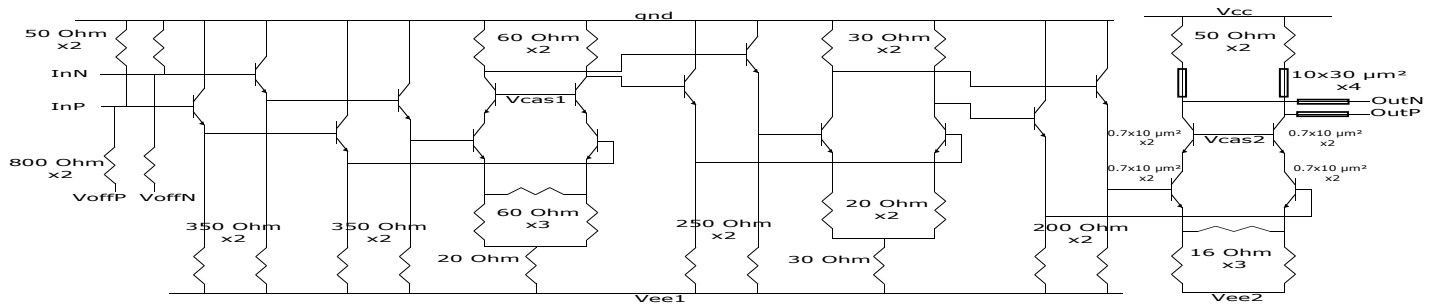 gnd
Vcc
50 Ohm
x2
60 Ohm
x2
30 Ohm
x2
50 Ohm
x2
InN
10x30 µm²
x4
Vcas1
OutN
InP
OutP
0.7x10 µm²
x2
Vcas2
0.7x10 µm²
x2
800 Ohm
x2
0.7x10 µm²
x2
0.7x10 µm²
x2
VoffP
VoffN
60 Ohm
x3
20 Ohm
x2
350 Ohm
x2
350 Ohm
x2
250 Ohm
x2
200 Ohm
x2
20 Ohm
30 Ohm
16 Ohm
x3
Vee1
Vee2